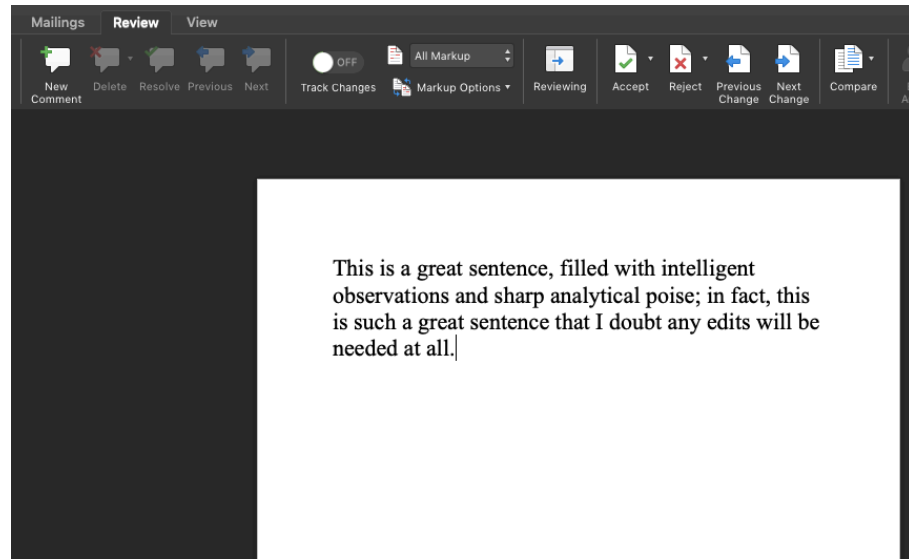 Mailings Review View
OFF
All Markup
New Comment
Delete Resolve Previous Next
Track Changes
Markup Options
Reviewing
Accept Reject
Previous Change
Next Change
Compare
This is a great sentence, filled with intelligent
observations and sharp analytical poise; in fact, this
is such a great sentence that I doubt any edits will be
needed at all.